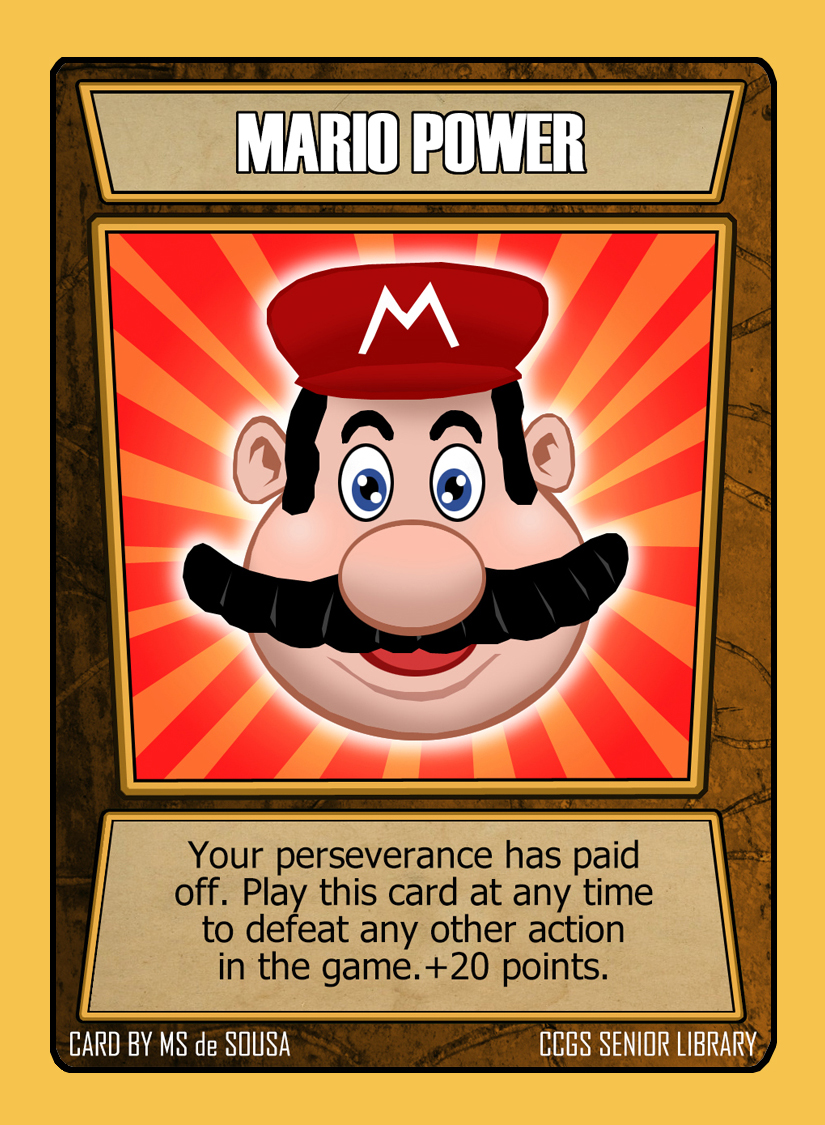 MARIO POWER
M
Your perseverance has paid
off. Play this card at any time
to defeat any other action
in the game.+20 points.
CARD BY MS de SOUSA
CCGS SENIOR LIBRARY